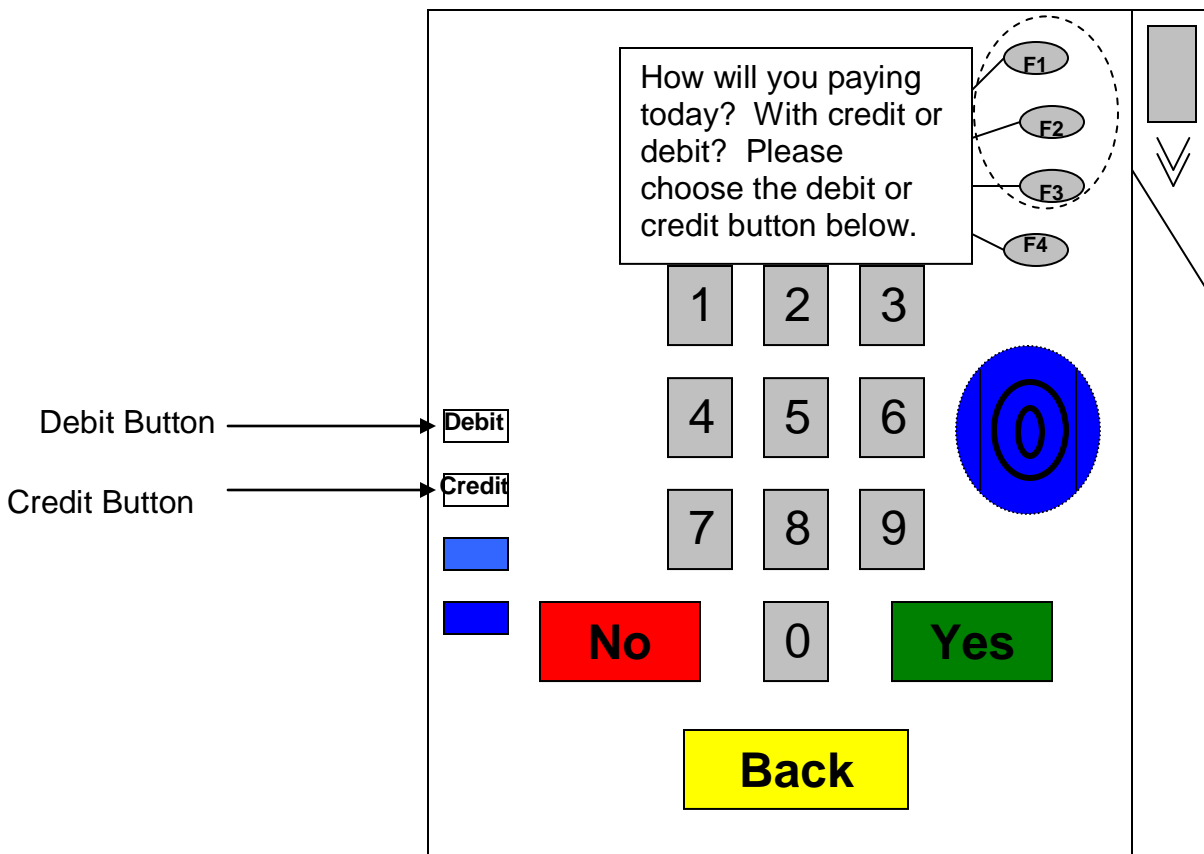 How will you paying
today?  With credit or
debit?  Please
choose the debit or
credit button below.
F1
F2
F3
F4
1 2 3
Debit Button
Debit
4 5 6
Credit Button
Credit
7 8 9
No 0 Yes
Back